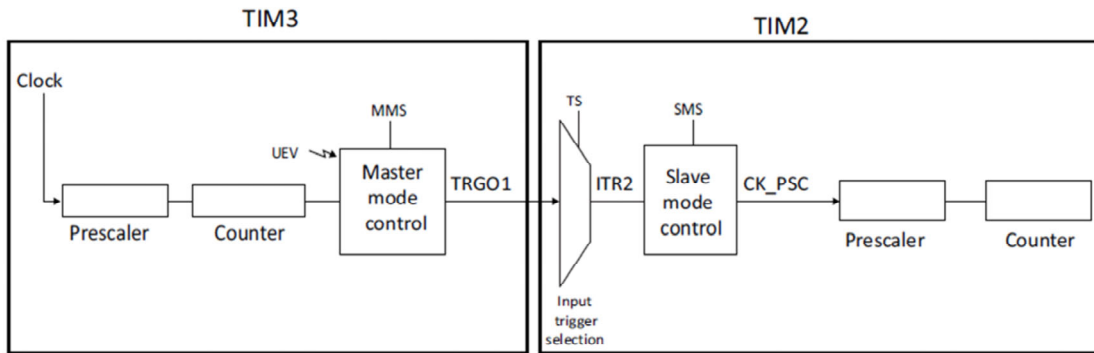 TIM3
TIM2
Clock
MMS
UEV
Master
mode
control
TRGO1
Prescaler
Counter
TS
SMS
ITR2
Slave
mode
control
CK_PSC
Prescaler
Counter
Input
trigger
selection